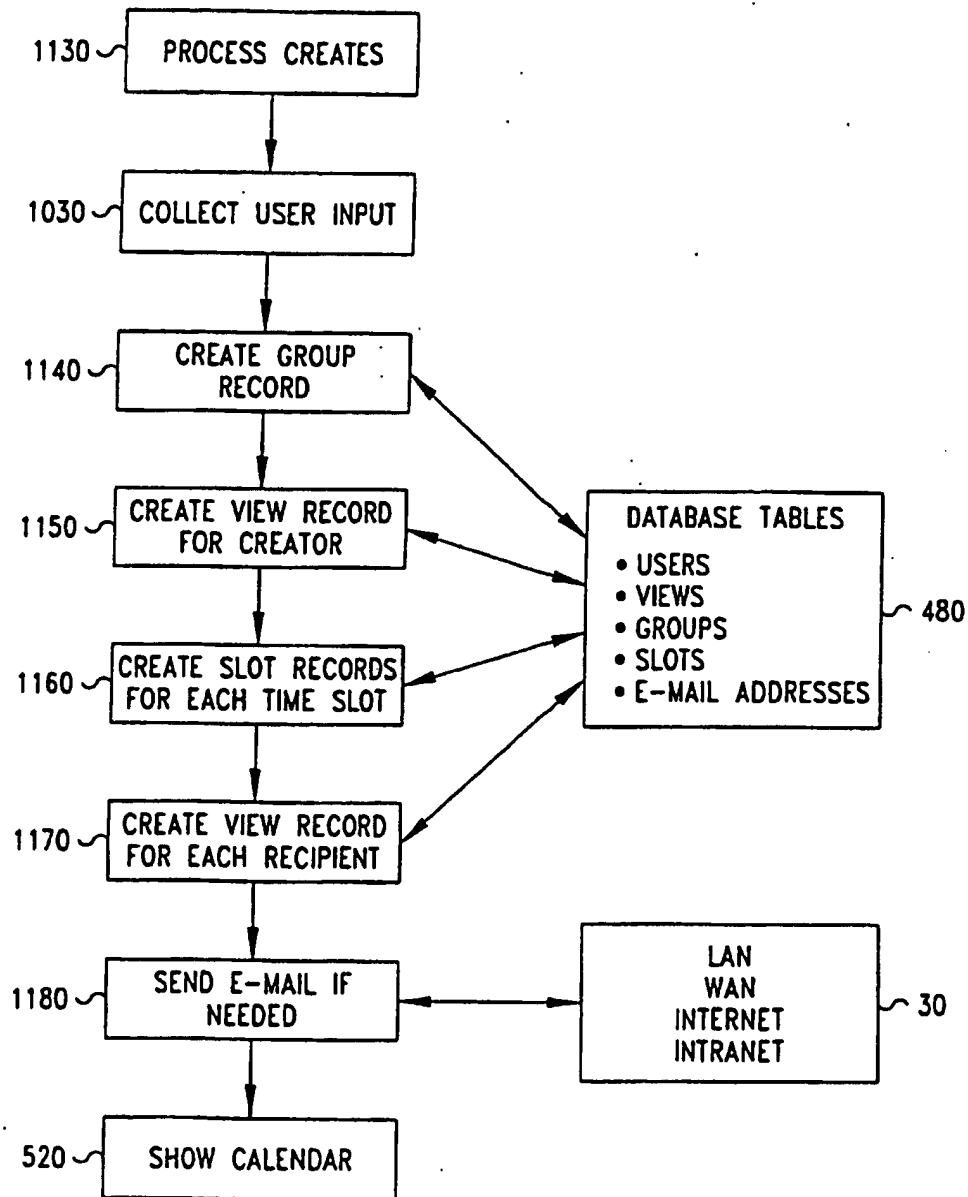 1130 PROCESS CREATES
1030 COLLECT USER INPUT
1140 CREATE GROUP
RECORD
1150 CREATE VIEW RECORD
FOR CREATOR
1160 CREATE SLOT RECORDS
FOR EACH TIME SLOT
1170 CREATE VIEW RECORD
FOR EACH RECIPIENT
1180 SEND E-MAIL IF
NEEDED
520 SHOW CALENDAR
DATABASE TABLES
• USERS
• VIEWS
• GROUPS
• SLOTS
• E-MAIL ADDRESSES
480
LAN
WAN
INTERNET
INTRANET
30